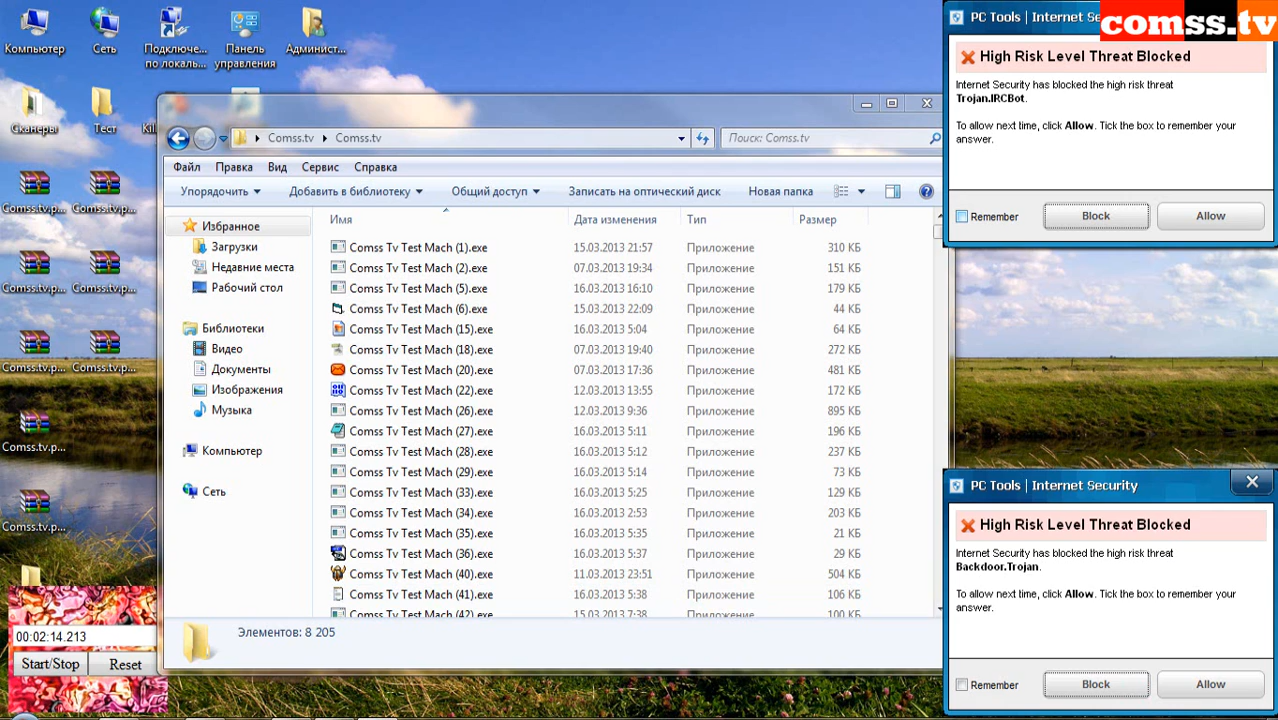 Компьютер
Сеть
Подключе...
по локаль...
Панель
управления
Админист...
Сканеры
Тест
Kil
Comss.tv.p...
Comss.tv.p...
Comss.tv.p...
Comss.tv.p...
Comss.tv.p...
Comss.tv.p...
Comss.tv.p...
Comss.tv.p...
00:02:14.213
Start/Stop
Reset
Comss.tv
Comss.tv
Поиск: Comss.tv
Файл Правка Вид Сервис Справка
Упорядочить Добавить в библиотеку Общий доступ Записать на оптический диск Новая папка
Избранное
Загрузки
Недавние места
Рабочий стол
Библиотеки
Видео
Документы
Изображения
Музыка
Компьютер
Сеть
Имя Дата изменения Тип Размер
Comss Tv Test Mach (1).exe 15.03.2013 21:57 Приложение 310 КБ
Comss Tv Test Mach (2).exe 07.03.2013 19:34 Приложение 151 КБ
Comss Tv Test Mach (5).exe 16.03.2013 16:10 Приложение 179 КБ
Comss Tv Test Mach (6).exe 15.03.2013 22:09 Приложение 44 КБ
Comss Tv Test Mach (15).exe 16.03.2013 5:04 Приложение 64 КБ
Comss Tv Test Mach (18).exe 07.03.2013 19:40 Приложение 272 КБ
Comss Tv Test Mach (20).exe 07.03.2013 17:36 Приложение 481 КБ
Comss Tv Test Mach (22).exe 12.03.2013 13:55 Приложение 172 КБ
Comss Tv Test Mach (26).exe 12.03.2013 9:36 Приложение 895 КБ
Comss Tv Test Mach (27).exe 16.03.2013 5:11 Приложение 196 КБ
Comss Tv Test Mach (28).exe 16.03.2013 5:12 Приложение 237 КБ
Comss Tv Test Mach (29).exe 16.03.2013 5:14 Приложение 73 КБ
Comss Tv Test Mach (33).exe 16.03.2013 5:25 Приложение 129 КБ
Comss Tv Test Mach (34).exe 16.03.2013 2:53 Приложение 203 КБ
Comss Tv Test Mach (35).exe 16.03.2013 5:35 Приложение 21 КБ
Comss Tv Test Mach (36).exe 16.03.2013 5:37 Приложение 29 КБ
Comss Tv Test Mach (40).exe 11.03.2013 23:51 Приложение 504 КБ
Comss Tv Test Mach (41).exe 16.03.2013 5:38 Приложение 106 КБ
Comss Tv Test Mach (42).exe 15.03.2013 7:38 Приложение 100 КБ
Элементов: 8 205
PC Tools | Internet Se
comss.tv
High Risk Level Threat Blocked
Internet Security has blocked the high risk threat
Trojan.IRCBot.
To allow next time, click Allow. Tick the box to remember your
answer.
Remember Block Allow
PC Tools | Internet Security
High Risk Level Threat Blocked
Internet Security has blocked the high risk threat
Backdoor.Trojan.
To allow next time, click Allow. Tick the box to remember your
answer.
Remember Block Allow